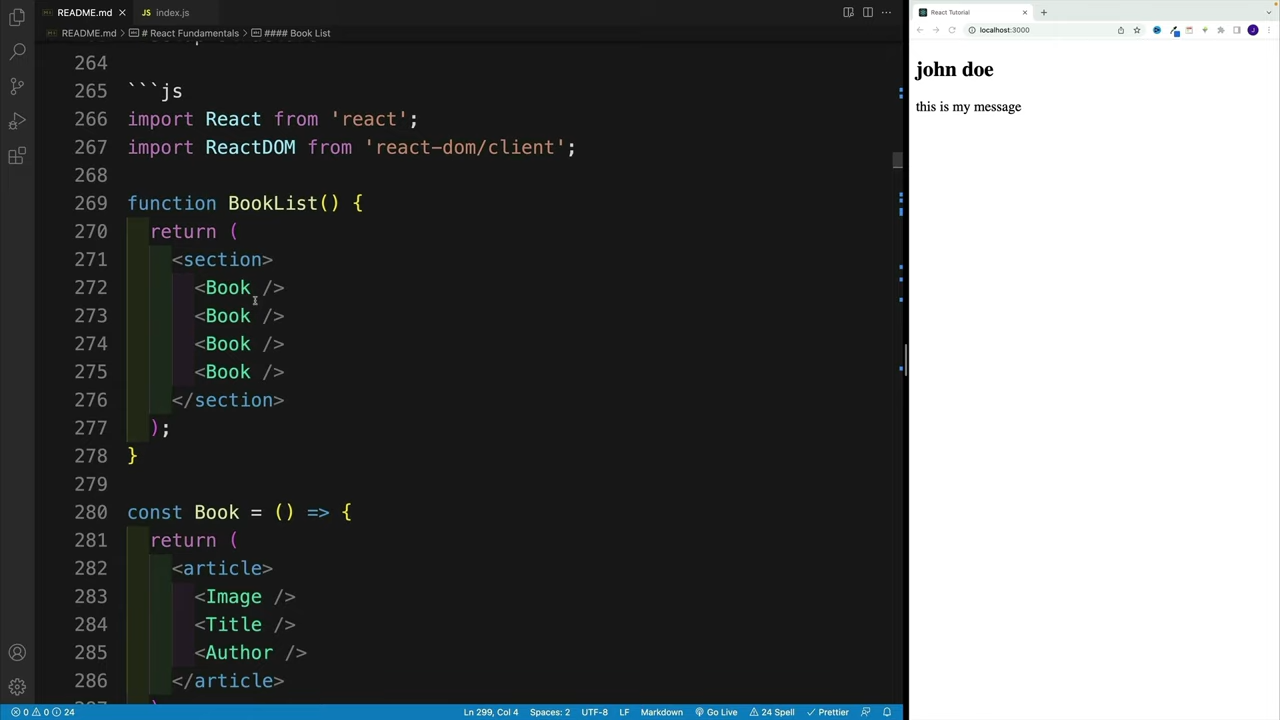 README.md
index.js
README.md > # React Fundamentals > #### Book List
264
265 ```js
266 import React from 'react';
267 import ReactDOM from 'react-dom/client';
268
269 function BookList() {
270 return (
271 <section>
272 <Book />
273 <Book />
274 <Book />
275 <Book />
276 </section>
277 );
278 }
279
280 const Book = () => {
281 return (
282 <article>
283 <Image />
284 <Title />
285 <Author />
286 </article>
0 0 24 Ln 299, Col 4 Spaces: 2 UTF-8 LF Markdown Go Live 24 Spell Prettier
React Tutorial
localhost:3000
J
john doe
this is my message